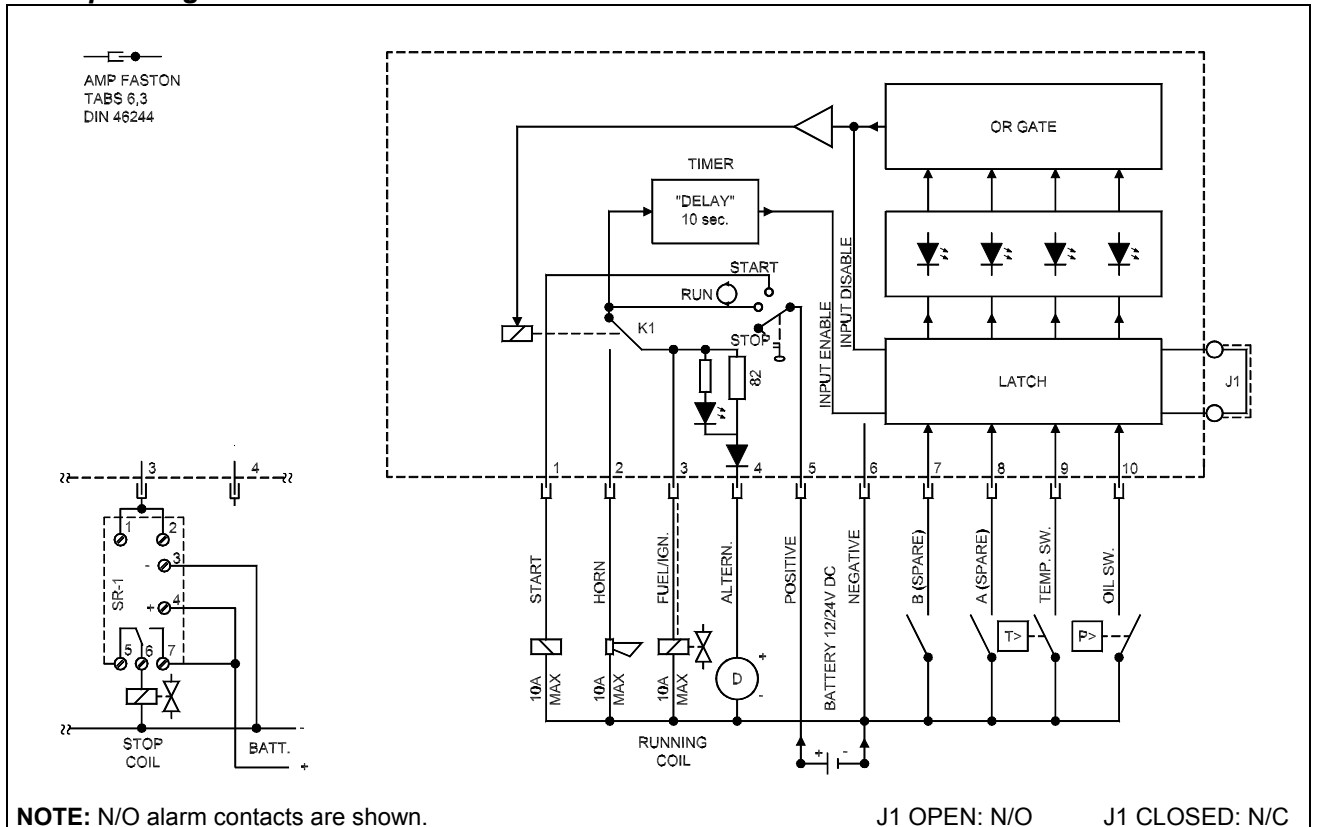 AMP FASTON
TABS 6,3
DIN 46244
OR GATE
TIMER
"DELAY"
10 sec.
START
RUN
STOP
K1
82
INPUT ENABLE
INPUT DISABLE
LATCH
J1
1 2 3 4 5 6 7 8 9 10
START
HORN
FUEL/IGN.
ALTERN.
POSITIVE
BATTERY 12/24V DC
NEGATIVE
B (SPARE)
A (SPARE)
TEMP. SW.
OIL SW.
T>
P>
10A MAX
10A MAX
10A MAX
D
+
-
RUNNING
COIL
+ -
3 4
1 2
- 3
SR-1
+ 4
5 6 7
STOP
COIL
BATT.
-
+
NOTE: N/O alarm contacts are shown.
J1 OPEN: N/O J1 CLOSED: N/C